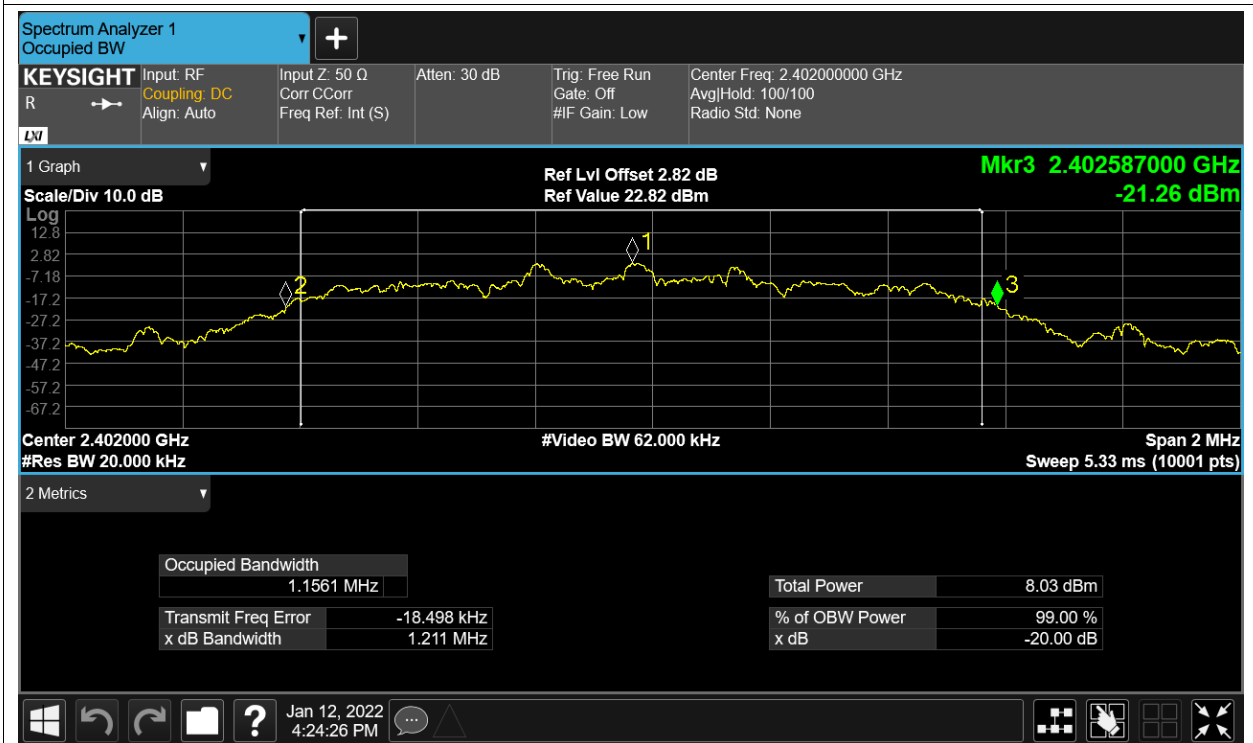 Spectrum Analyzer 1
Occupied BW
KEYSIGHT
R
LXI
Input: RF
Coupling: DC
Align: Auto
Input Z: 50 Ω
Corr CCorr
Freq Ref: Int (S)
Atten: 30 dB
Trig: Free Run
Gate: Off
#IF Gain: Low
Center Freq: 2.402000000 GHz
Avg|Hold: 100/100
Radio Std: None
1 Graph
Scale/Div 10.0 dB
Ref Lvl Offset 2.82 dB
Ref Value 22.82 dBm
Mkr3 2.402587000 GHz
-21.26 dBm
Log
12.8
2.82
-7.18
-17.2
-27.2
-37.2
-47.2
-57.2
-67.2
1
2
3
Center 2.402000 GHz
#Res BW 20.000 kHz
#Video BW 62.000 kHz
Span 2 MHz
Sweep 5.33 ms (10001 pts)
2 Metrics
Occupied Bandwidth
1.1561 MHz
Transmit Freq Error -18.498 kHz
x dB Bandwidth 1.211 MHz
Total Power 8.03 dBm
% of OBW Power 99.00 %
x dB -20.00 dB
?
Jan 12, 2022
4:24:26 PM